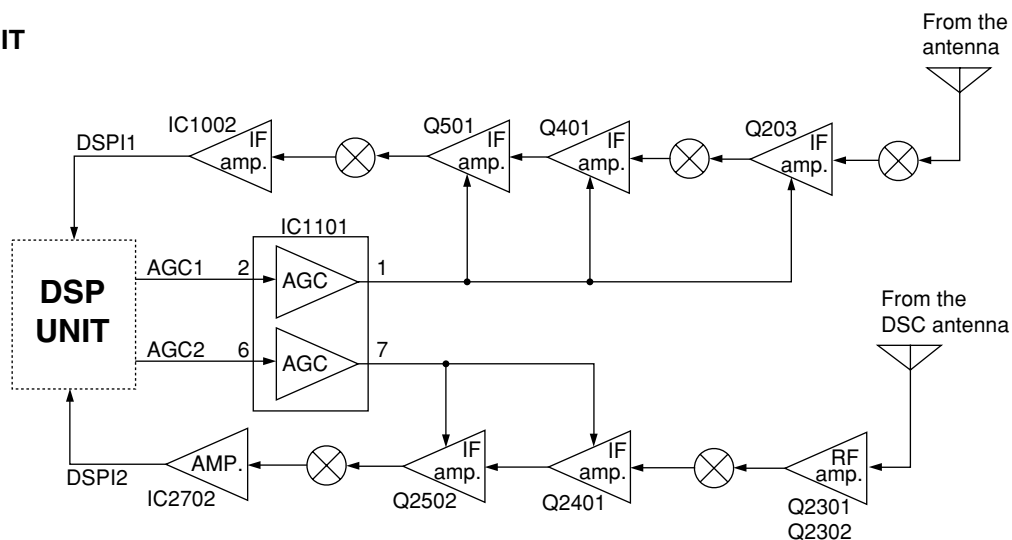 IT
From the
antenna
DSPI1
IC1002
IF
amp.
Q501
IF
amp.
Q401
IF
amp.
Q203
IF
amp.
IC1101
DSP
UNIT
AGC1
2
AGC
1
AGC2
6
AGC
7
From the
DSC antenna
DSPI2
AMP.
IC2702
IF
amp.
Q2502
IF
amp.
Q2401
RF
amp.
Q2301
Q2302